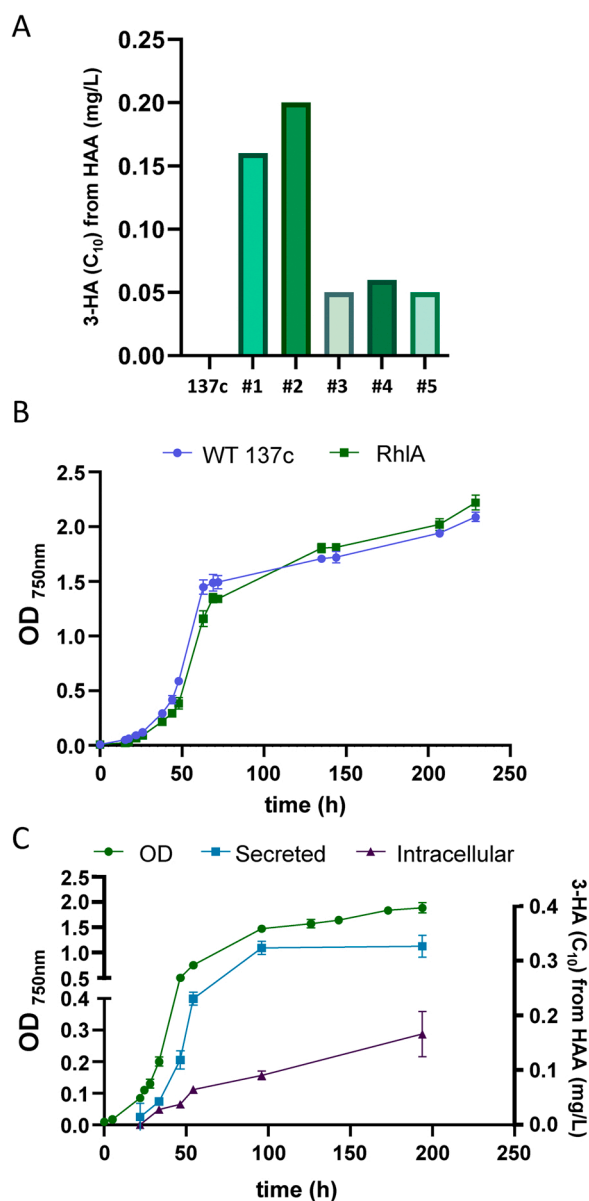 A
3-HA (C₁₀) from HAA (mg/L)
0.25
0.20
0.15
0.10
0.05
0.00
137c #1 #2 #3 #4 #5
B
WT 137c RhlA
OD 750nm
2.5
2.0
1.5
1.0
0.5
0.0
0 50 100 150 200 250
time (h)
C
OD Secreted Intracellular
OD 750nm
2.5
2.0
1.5
1.0
0.5
0.4
0.3
0.2
0.1
0.0
0.4
0.3
0.2
0.1
0.0
3-HA (C₁₀) from HAA (mg/L)
0 50 100 150 200 250
time (h)